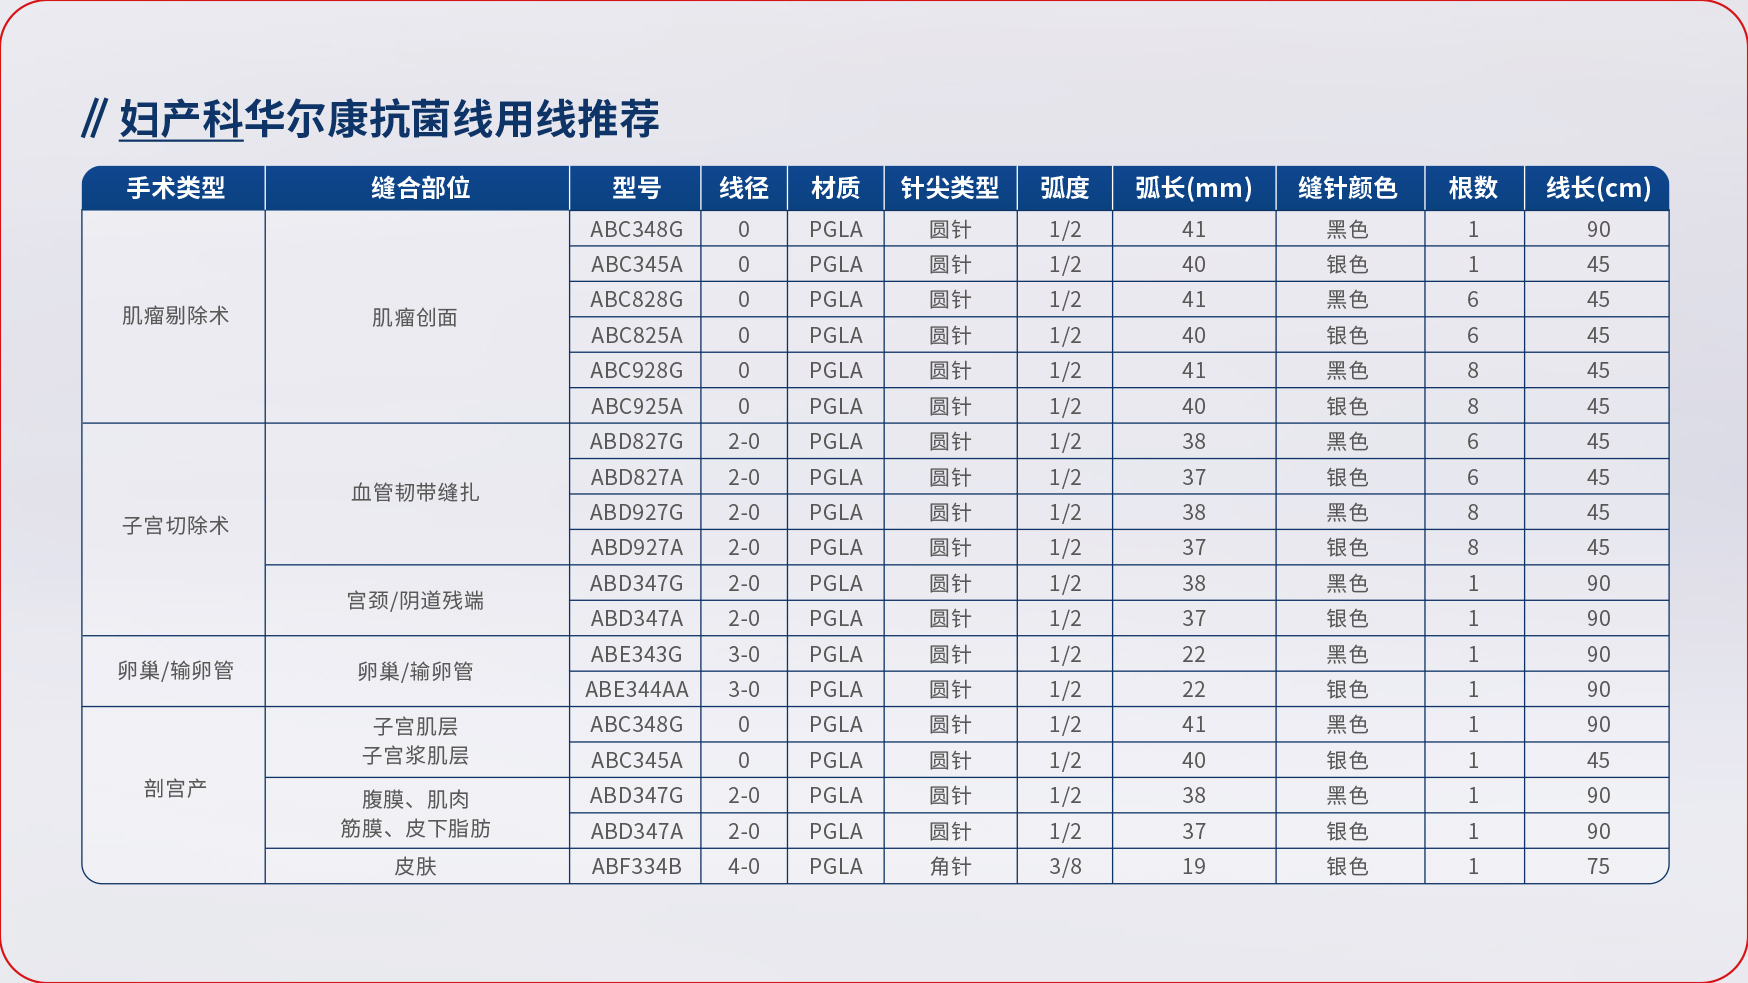 // 妇产科华尔康抗菌线用线推荐
手术类型 缝合部位 型号 线径 材质 针尖类型 弧度 弧长(mm) 缝针颜色 根数 线长(cm)
肌瘤剔除术 肌瘤创面 ABC348G 0 PGLA 圆针 1/2 41 黑色 1 90
ABC345A 0 PGLA 圆针 1/2 40 银色 1 45
ABC828G 0 PGLA 圆针 1/2 41 黑色 6 45
ABC825A 0 PGLA 圆针 1/2 40 银色 6 45
ABC928G 0 PGLA 圆针 1/2 41 黑色 8 45
ABC925A 0 PGLA 圆针 1/2 40 银色 8 45
子宫切除术 血管韧带缝扎 ABD827G 2-0 PGLA 圆针 1/2 38 黑色 6 45
ABD827A 2-0 PGLA 圆针 1/2 37 银色 6 45
ABD927G 2-0 PGLA 圆针 1/2 38 黑色 8 45
ABD927A 2-0 PGLA 圆针 1/2 37 银色 8 45
宫颈/阴道残端 ABD347G 2-0 PGLA 圆针 1/2 38 黑色 1 90
ABD347A 2-0 PGLA 圆针 1/2 37 银色 1 90
卵巢/输卵管 卵巢/输卵管 ABE343G 3-0 PGLA 圆针 1/2 22 黑色 1 90
ABE344AA 3-0 PGLA 圆针 1/2 22 银色 1 90
剖宫产 子宫肌层 ABC348G 0 PGLA 圆针 1/2 41 黑色 1 90
子宫浆肌层 ABC345A 0 PGLA 圆针 1/2 40 银色 1 45
腹膜、肌肉 ABD347G 2-0 PGLA 圆针 1/2 38 黑色 1 90
筋膜、皮下脂肪 ABD347A 2-0 PGLA 圆针 1/2 37 银色 1 90
皮肤 ABF334B 4-0 PGLA 角针 3/8 19 银色 1 75